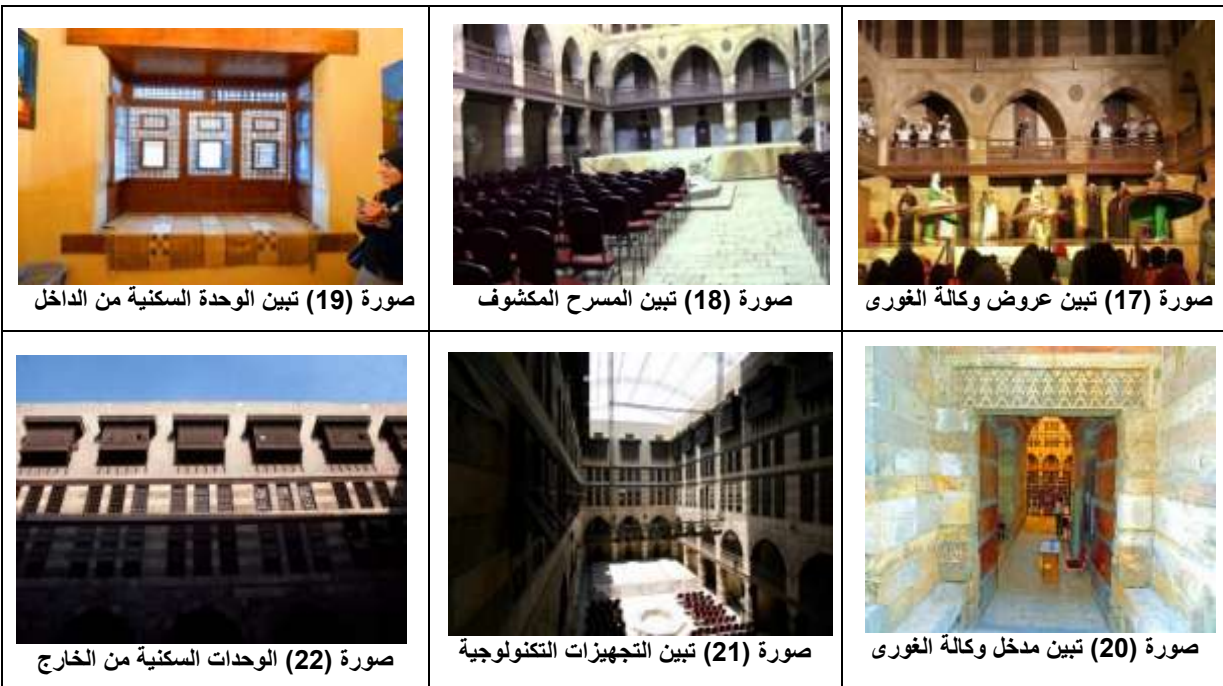 صورة (17) تبين عروض وكالة الغورى
صورة (18) تبين المسرح المكشوف
صورة (19) تبين الوحدة السكنية من الداخل
صورة (20) تبين مدخل وكالة الغورى
صورة (21) تبين التجهيزات التكنولوجية
صورة (22) الوحدات السكنية من الخارج